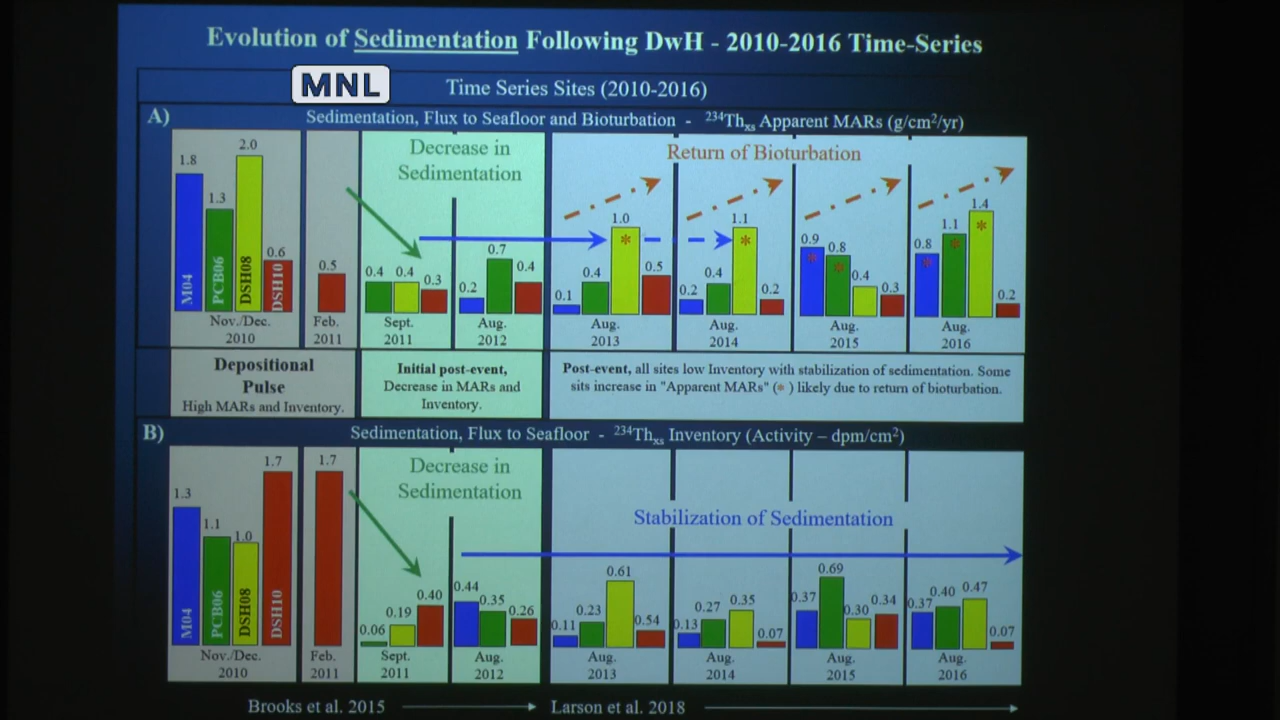 Evolution of Sedimentation Following DwH - 2010-2016 Time-Series
MNL
Time Series Sites (2010-2016)
A)
Sedimentation, Flux to Seafloor and Bioturbation - ²³⁴Thxs Apparent MARs (g/cm²/yr)
1.8
1.3
2.0
0.6
M04
PCB06
DSH08
DSH10
Nov./Dec.
2010
0.5
Feb.
2011
Decrease in
Sedimentation
0.4
0.4
0.3
Sept.
2011
0.2
0.7
0.4
Aug.
2012
Return of Bioturbation
0.1
0.4
1.0
*
0.5
Aug.
2013
0.2
0.4
1.1
*
0.2
Aug.
2014
0.9
*
0.8
*
0.4
0.3
Aug.
2015
0.8
*
1.1
*
1.4
*
0.2
Aug.
2016
Depositional
Pulse
High MARs and Inventory.
Initial post-event,
Decrease in MARs and
Inventory.
Post-event, all sites low Inventory with stabilization of sedimentation. Some
sits increase in "Apparent MARs" (* ) likely due to return of bioturbation.
B)
Sedimentation, Flux to Seafloor - ²³⁴Thxs Inventory (Activity – dpm/cm²)
1.3
1.1
1.0
1.7
M04
PCB06
DSH08
DSH10
Nov./Dec.
2010
1.7
Feb.
2011
Decrease in
Sedimentation
0.06
0.19
0.40
Sept.
2011
0.44
0.35
0.26
Aug.
2012
Stabilization of Sedimentation
0.11
0.23
0.61
0.54
Aug.
2013
0.13
0.27
0.35
0.07
Aug.
2014
0.37
0.69
0.30
0.34
Aug.
2015
0.37
0.40
0.47
0.07
Aug.
2016
Brooks et al. 2015
Larson et al. 2018